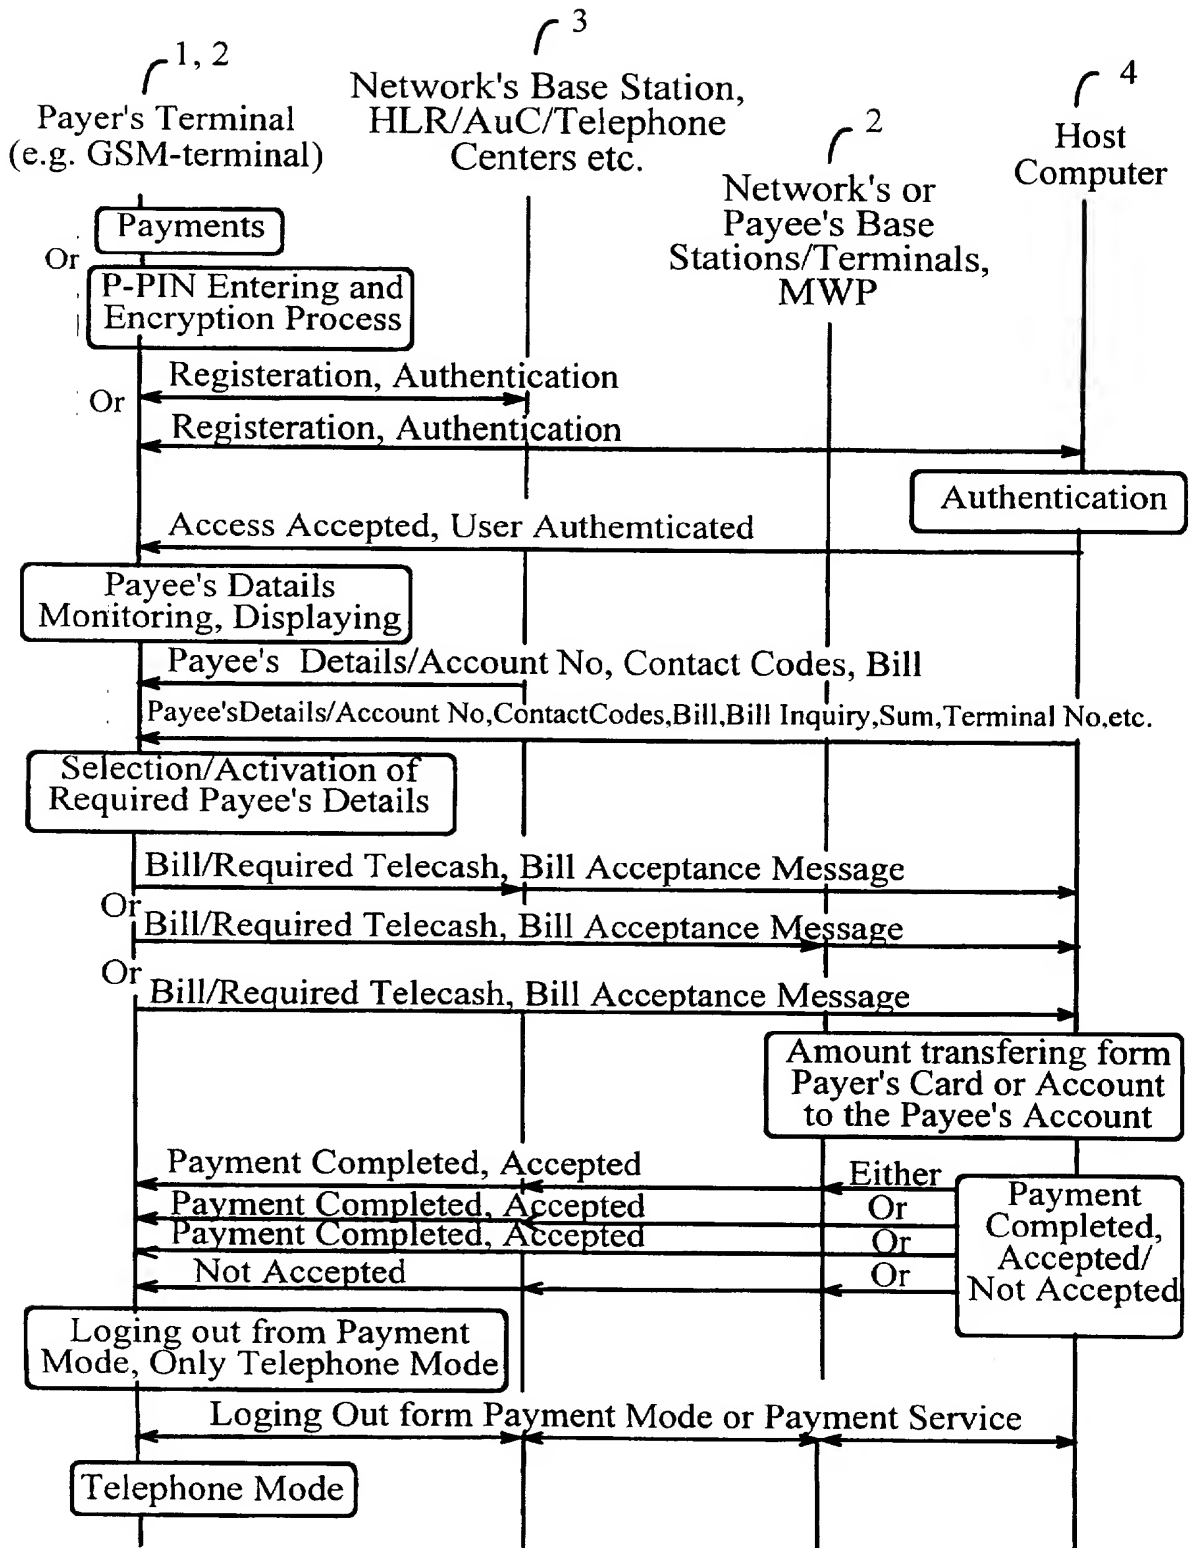 1, 2
Payer's Terminal
(e.g. GSM-terminal)
3
Network's Base Station,
HLR/AuC/Telephone
Centers etc.
2
Network's or
Payee's Base
Stations/Terminals,
MWP
4
Host
Computer
Payments
Or
P-PIN Entering and
Encryption Process
Registeration, Authentication
Or
Registeration, Authentication
Authentication
Access Accepted, User Authemticated
Payee's Datails
Monitoring, Displaying
Payee's Details/Account No, Contact Codes, Bill
Payee'sDetails/Account No,ContactCodes,Bill,Bill Inquiry,Sum,Terminal No,etc.
Selection/Activation of
Required Payee's Details
Bill/Required Telecash, Bill Acceptance Message
Or
Bill/Required Telecash, Bill Acceptance Message
Or
Bill/Required Telecash, Bill Acceptance Message
Amount transfering form
Payer's Card or Account
to the Payee's Account
Payment Completed, Accepted
Either
Payment Completed, Accepted
Or
Payment Completed, Accepted
Or
Not Accepted
Or
Payment
Completed,
Accepted/
Not Accepted
Loging out from Payment
Mode, Only Telephone Mode
Loging Out form Payment Mode or Payment Service
Telephone Mode